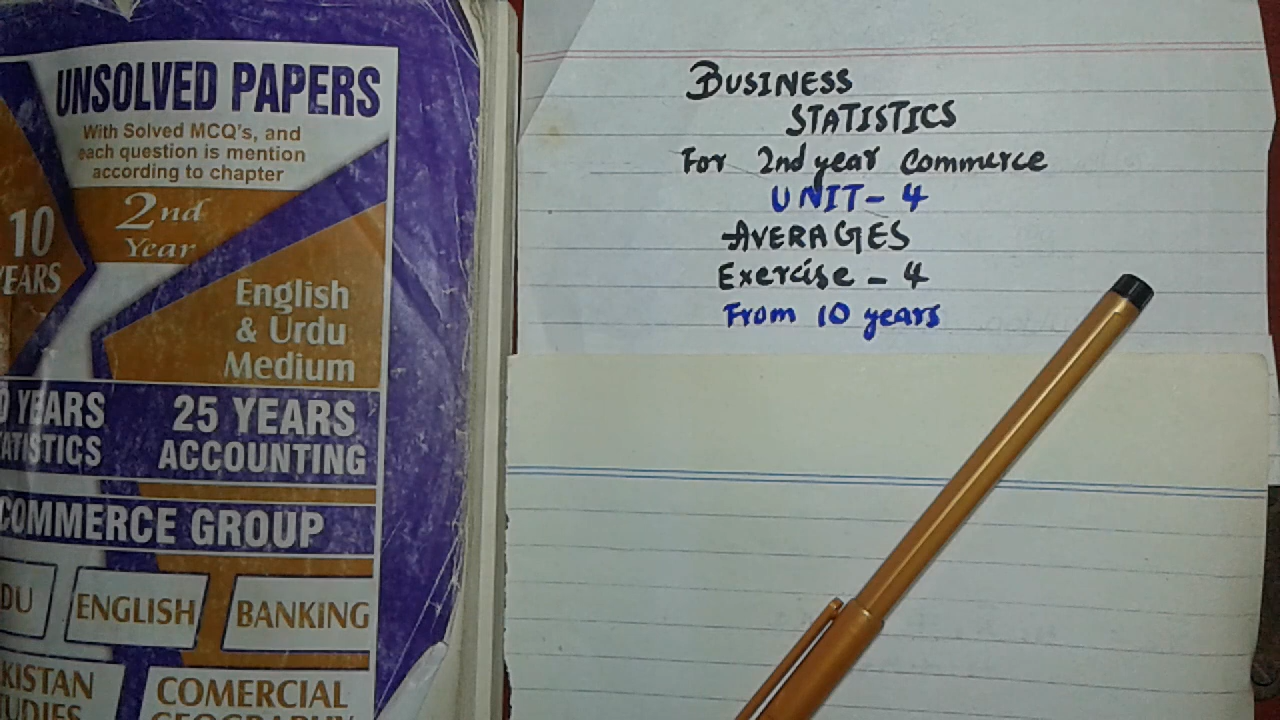 UNSOLVED PAPERS
With Solved MCQ's, and
each question is mention
according to chapter
10
YEARS
2nd
Year
English
& Urdu
Medium
YEARS
25 YEARS
ACCOUNTING
COMMERCE GROUP
ENGLISH
BANKING
COMERCIAL
BUSINESS
STATISTICS
For 2nd year Commerce
UNIT - 4
AVERAGES
Exercise - 4
From 10 years